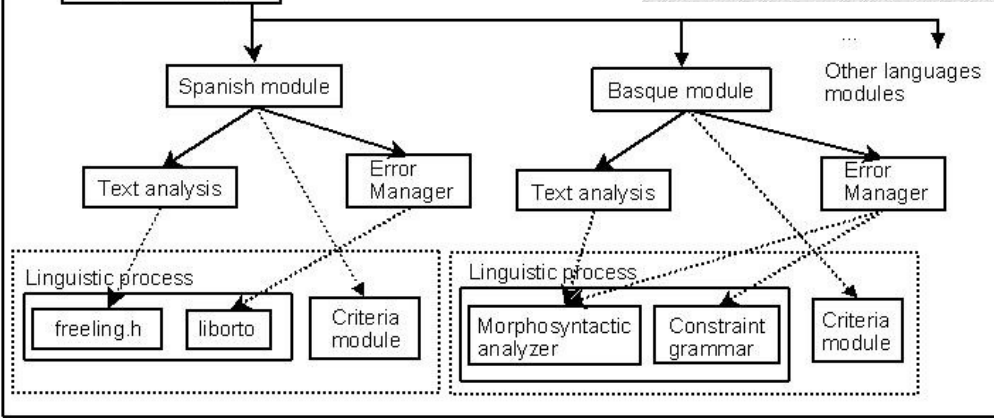 ...
Other languages
modules
Spanish module
Basque module
Text analysis
Error
Manager
Text analysis
Error
Manager
Linguistic process
freeling.h
liborto
Criteria
module
Linguistic process
Morphosyntactic
analyzer
Constraint
grammar
Criteria
module